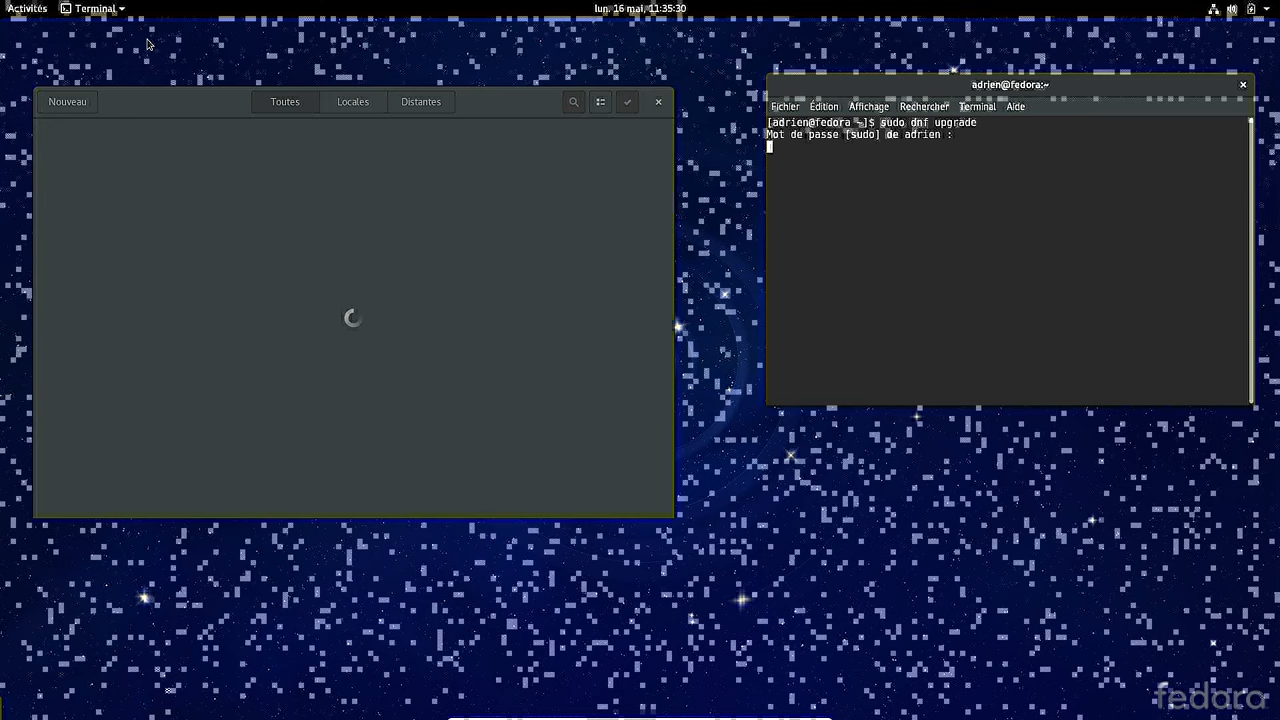 Activités Terminal lun. 16 mai, 11:35:30
Nouveau Toutes Locales Distantes
adrien@fedora:~
Fichier Édition Affichage Rechercher Terminal Aide
[adrien@fedora ~]$ sudo dnf upgrade
Mot de passe [sudo] de adrien :
fedora